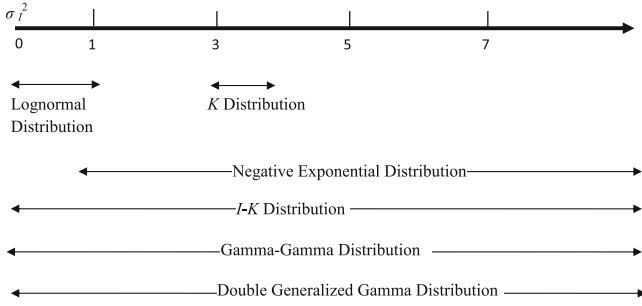 σ I 2
0 1 3 5 7
Lognormal
Distribution
K Distribution
Negative Exponential Distribution
I-K Distribution
Gamma-Gamma Distribution
Double Generalized Gamma Distribution